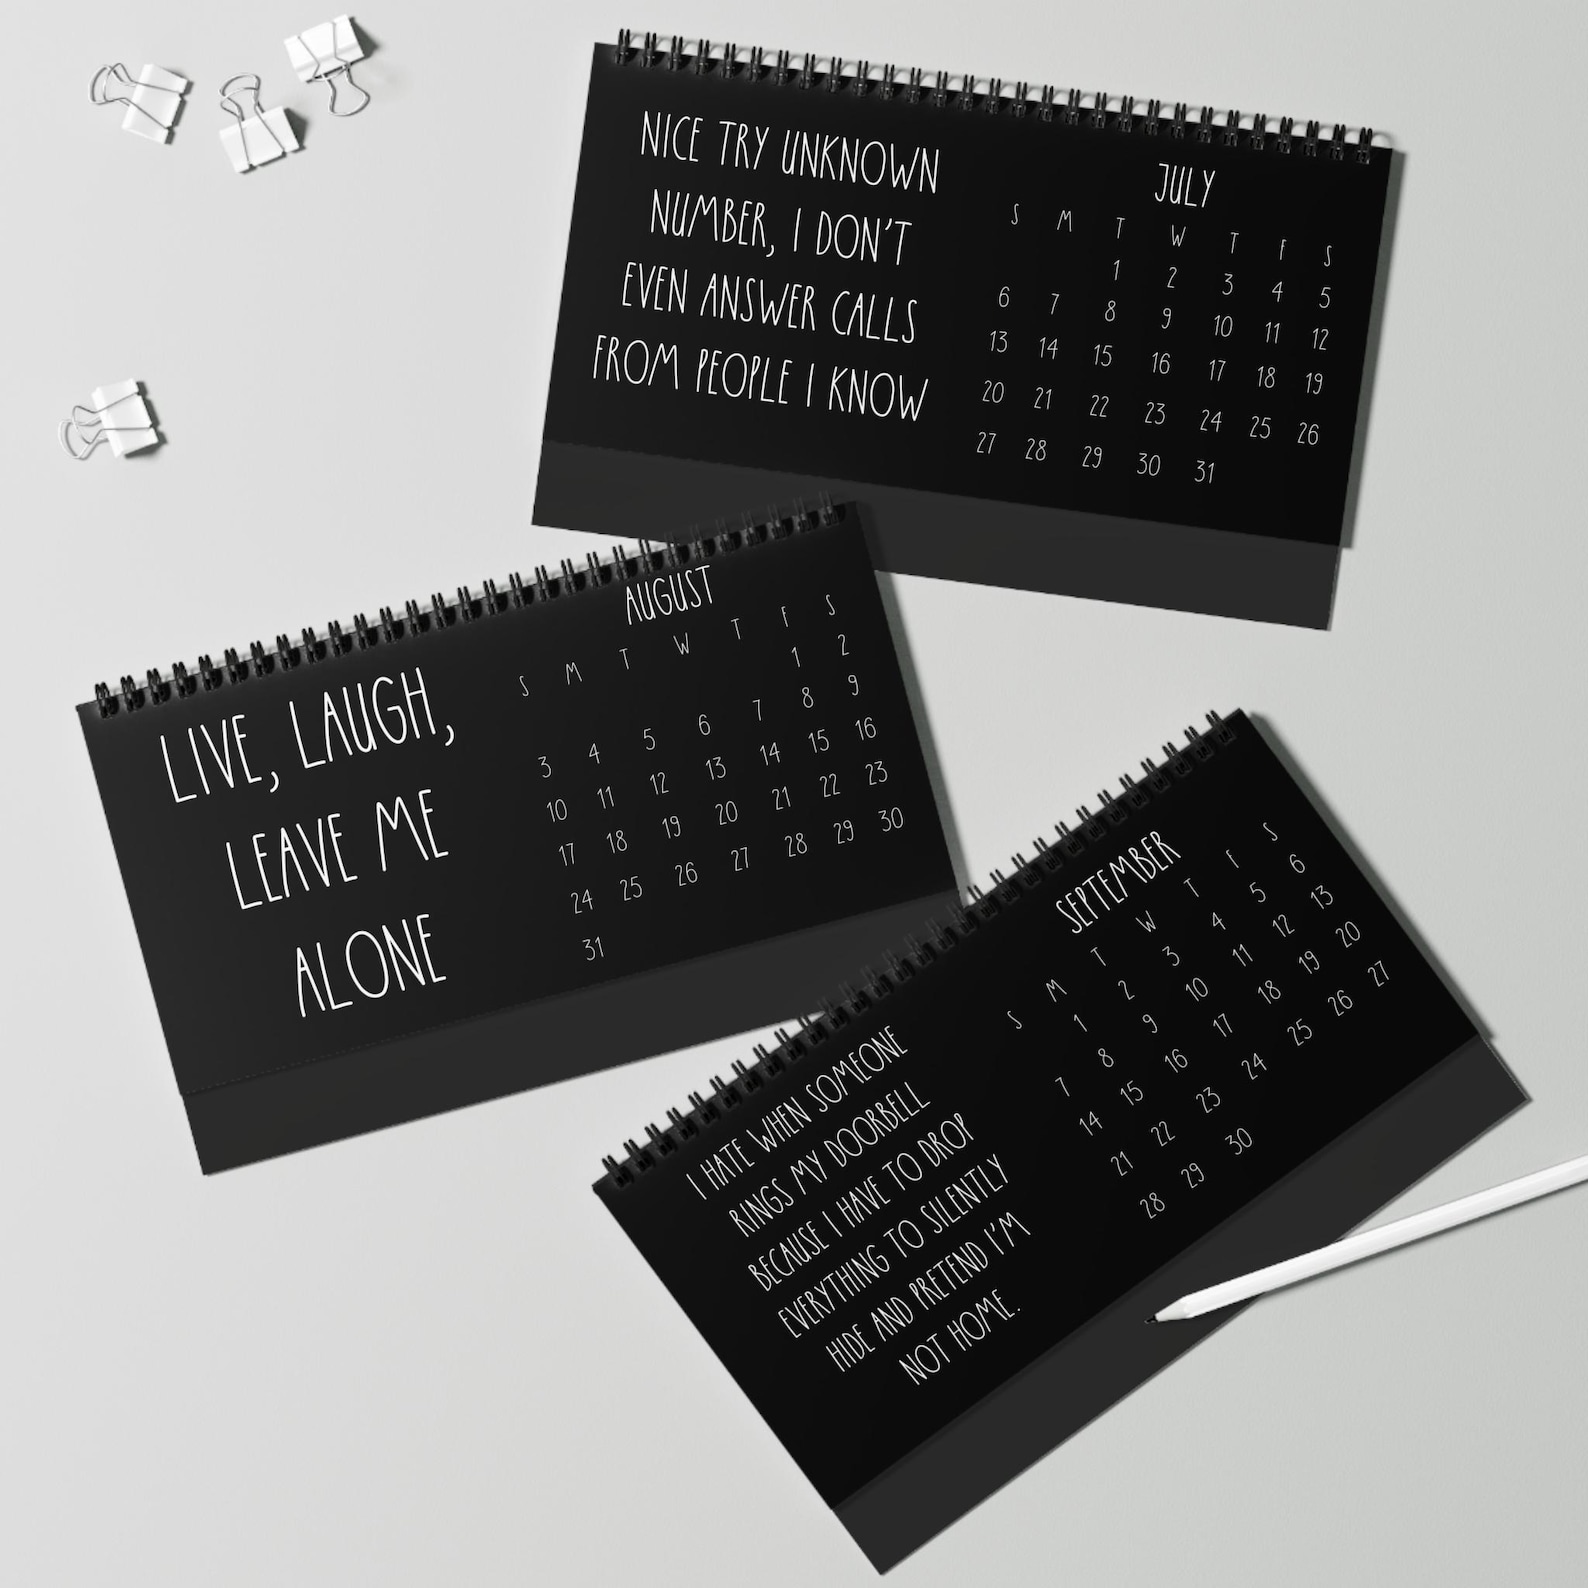 NICE TRY UNKNOWN
NUMBER, I DON'T
EVEN ANSWER CALLS
FROM PEOPLE I KNOW
JULY
S M T W T F S
1 2 3 4 5
6 7 8 9 10 11 12
13 14 15 16 17 18 19
20 21 22 23 24 25 26
27 28 29 30 31
LIVE, LAUGH,
LEAVE ME
ALONE
AUGUST
S M T W T F S
1 2
3 4 5 6 7 8 9
10 11 12 13 14 15 16
17 18 19 20 21 22 23
24 25 26 27 28 29 30
31
I HATE WHEN SOMEONE
RINGS MY DOORBELL
BECAUSE I HAVE TO DROP
EVERYTHING TO SILENTLY
HIDE AND PRETEND I'M
NOT HOME.
SEPTEMBER
S M T W T F S
1 2 3 4 5 6
7 8 9 10 11 12 13
14 15 16 17 18 19 20
21 22 23 24 25 26 27
28 29 30